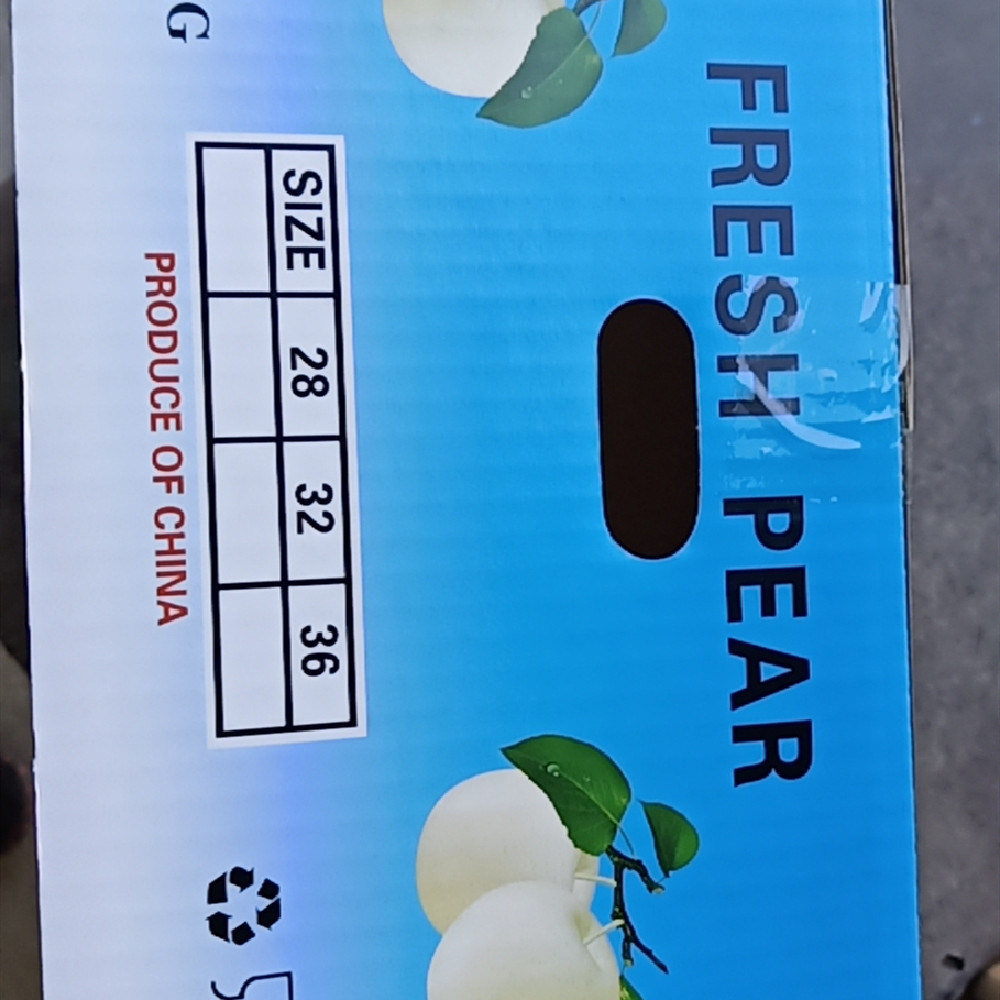 FRESH PEAR
SIZE 28 32 36
PRODUCE OF CHINA
G